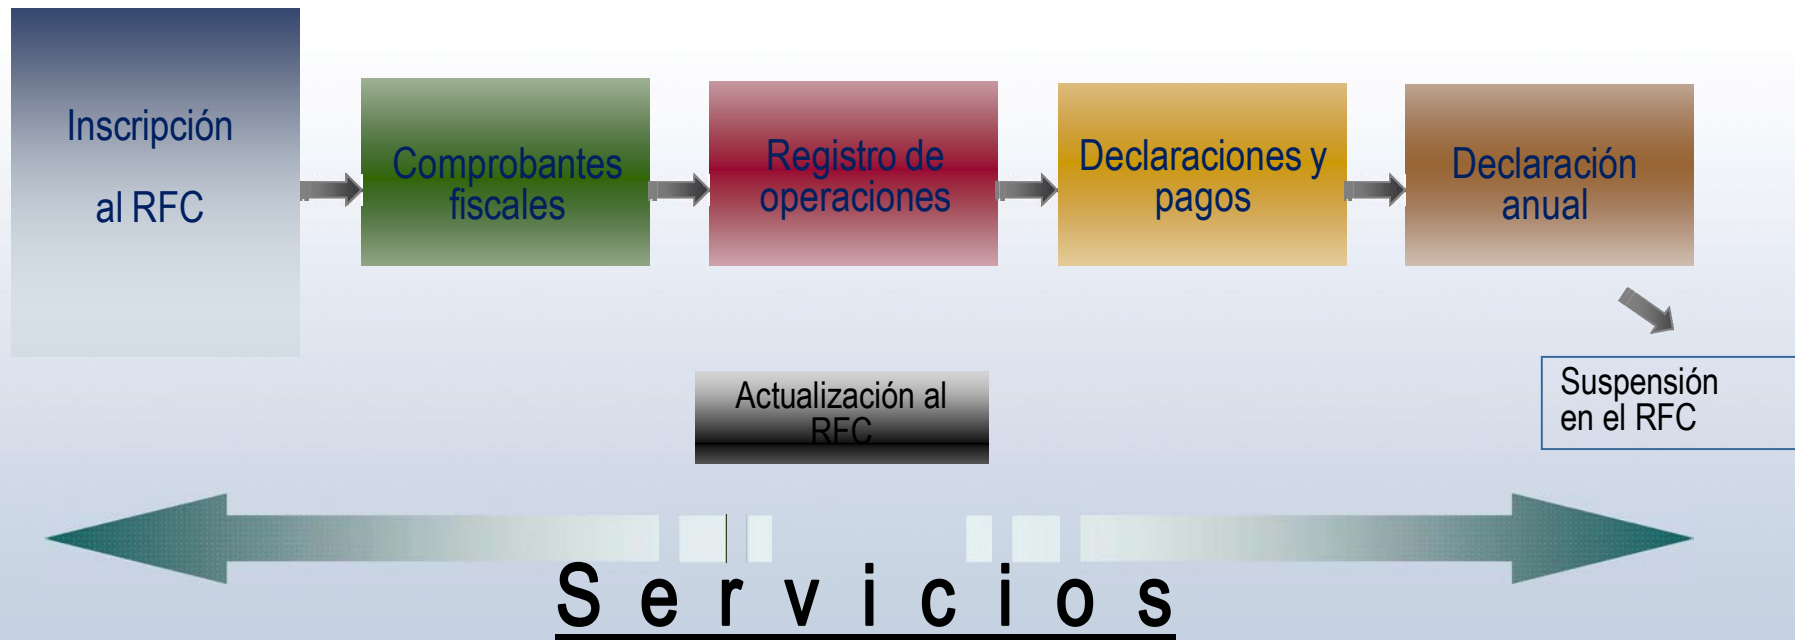 Inscripción
al RFC
Comprobantes
fiscales
Registro de
operaciones
Declaraciones y
pagos
Declaración
anual
Actualización al
RFC
Suspensión
en el RFC
Servicios